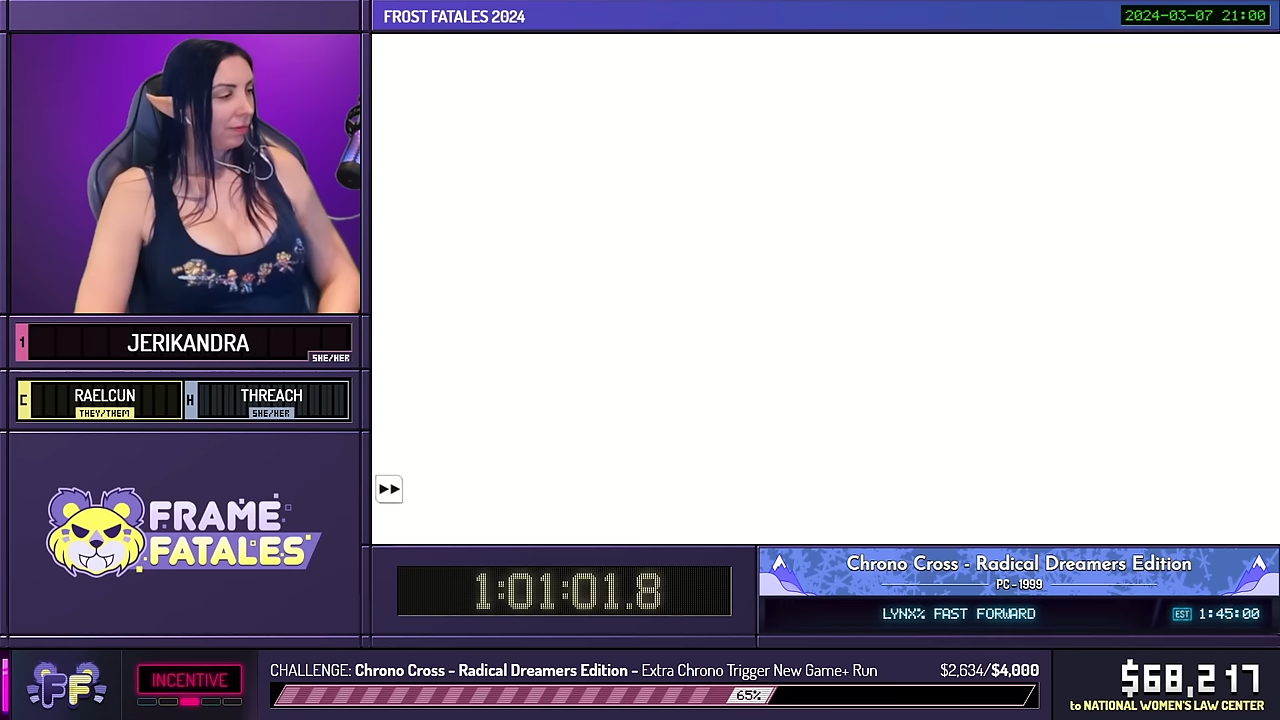 FROST FATALES 2024
2024-03-07 21:00
1
JERIKANDRA
SHE/HER
C
RAELCUN
THEY/THEM
H
THREACH
SHE/HER
FRAME
FATALES
1:01:01.8
Chrono Cross - Radical Dreamers Edition
PC-1999
LYNX% FAST FORWARD
EST 1:45:00
FF
INCENTIVE
CHALLENGE: Chrono Cross - Radical Dreamers Edition - Extra Chrono Trigger New Game+ Run
$2,634/$4,000
65%
$68,217
to NATIONAL WOMEN'S LAW CENTER